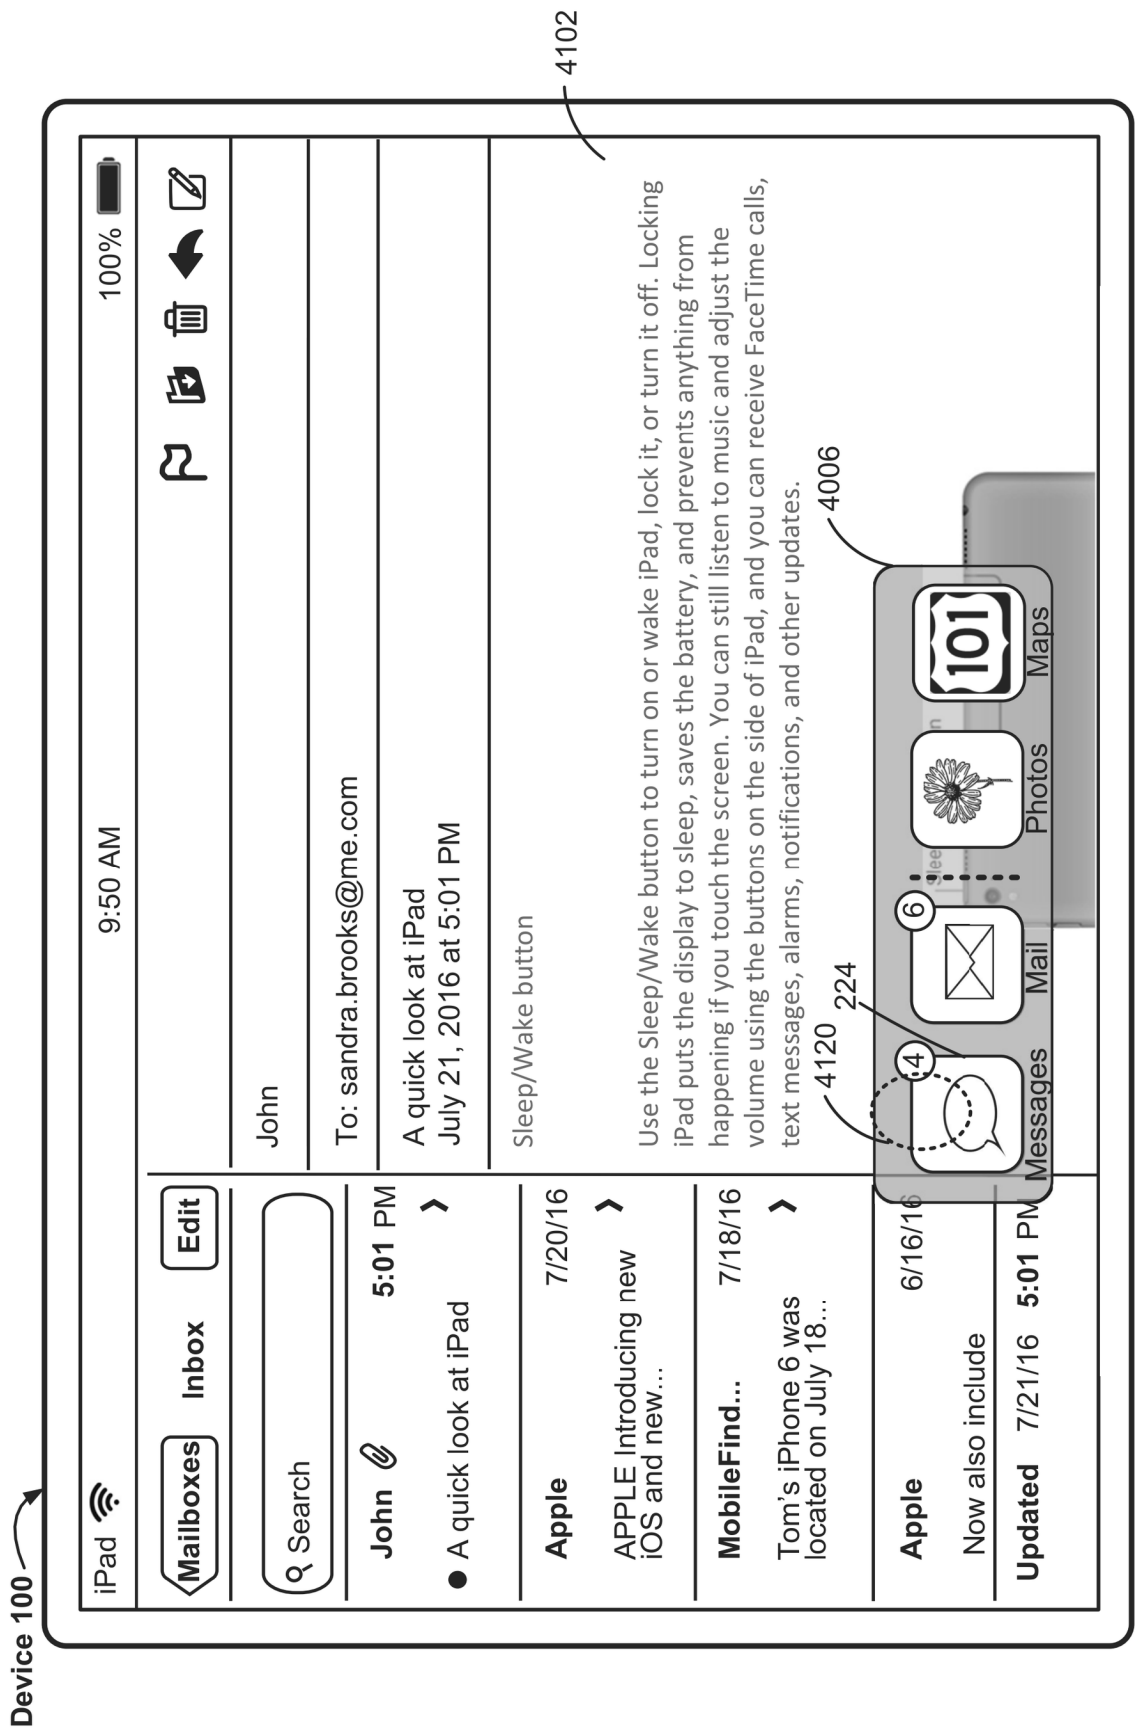 Device 100
4102
iPad 9:50 AM 100%
Mailboxes Inbox Edit
Search
John 5:01 PM
A quick look at iPad
Apple 7/20/16
APPLE Introducing new
iOS and new...
MobileFind... 7/18/16
Tom's iPhone 6 was
located on July 18...
Apple 6/16/16
Now also include
Updated 7/21/16 5:01 PM
John
To: sandra.brooks@me.com
A quick look at iPad
July 21, 2016 at 5:01 PM
Sleep/Wake button
Use the Sleep/Wake button to turn on or wake iPad, lock it, or turn it off. Locking
iPad puts the display to sleep, saves the battery, and prevents anything from
happening if you touch the screen. You can still listen to music and adjust the
volume using the buttons on the side of iPad, and you can receive FaceTime calls,
text messages, alarms, notifications, and other updates.
4120
224
4006
4
6
101
Slee
n
Messages Mail Photos Maps